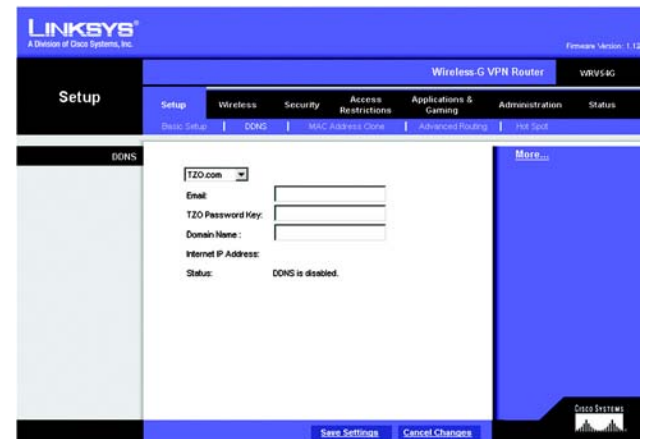 LINKSYS®
A Division of Cisco Systems, Inc.
Firmware Version: 1.12
Wireless-G VPN Router WRV54G
Setup
Setup Wireless Security Access Restrictions Applications & Gaming Administration Status
Basic Setup | DDNS | MAC Address Clone | Advanced Routing | Hot Spot
DDNS
More...
TZO.com
Email:
TZO Password Key:
Domain Name :
Internet IP Address:
Status: DDNS is disabled.
CISCO SYSTEMS
Save Settings Cancel Changes